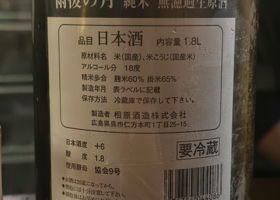 雨後の月 純米 無濾過生原酒
品目 日本酒 内容量 1.8L
原材料名 米(国産)、米こうじ(国産米)
アルコール分 18度
精米歩合 麹米60% 掛米65%
製造年月 表ラベルに記載
保存方法 冷蔵庫で保存して下さい。
製造者 相原酒造株式会社
広島県呉市仁方本町1丁目25-15
日本酒度 +6
酸度 1.8
使用酵母 協会9号
要冷蔵